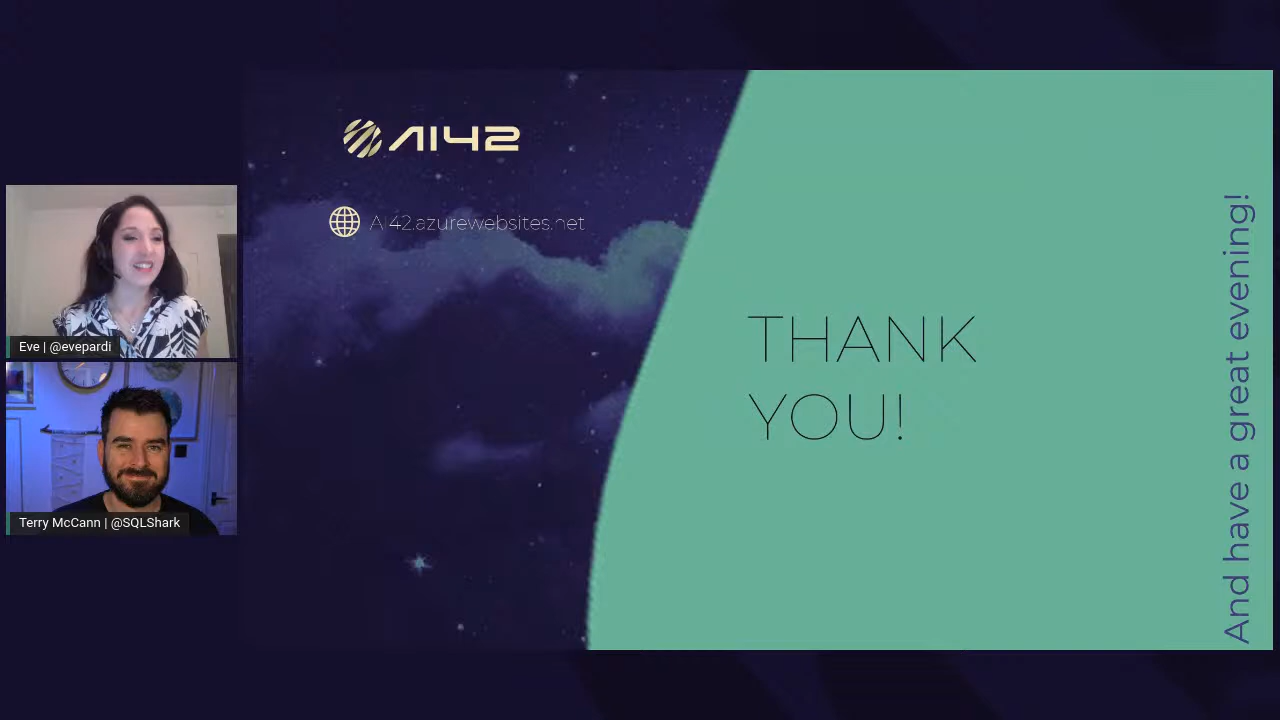 AI42
AI42.azurewebsites.net
Eve | @evepardi
Terry McCann | @SQLShark
THANK
YOU!
And have a great evening!